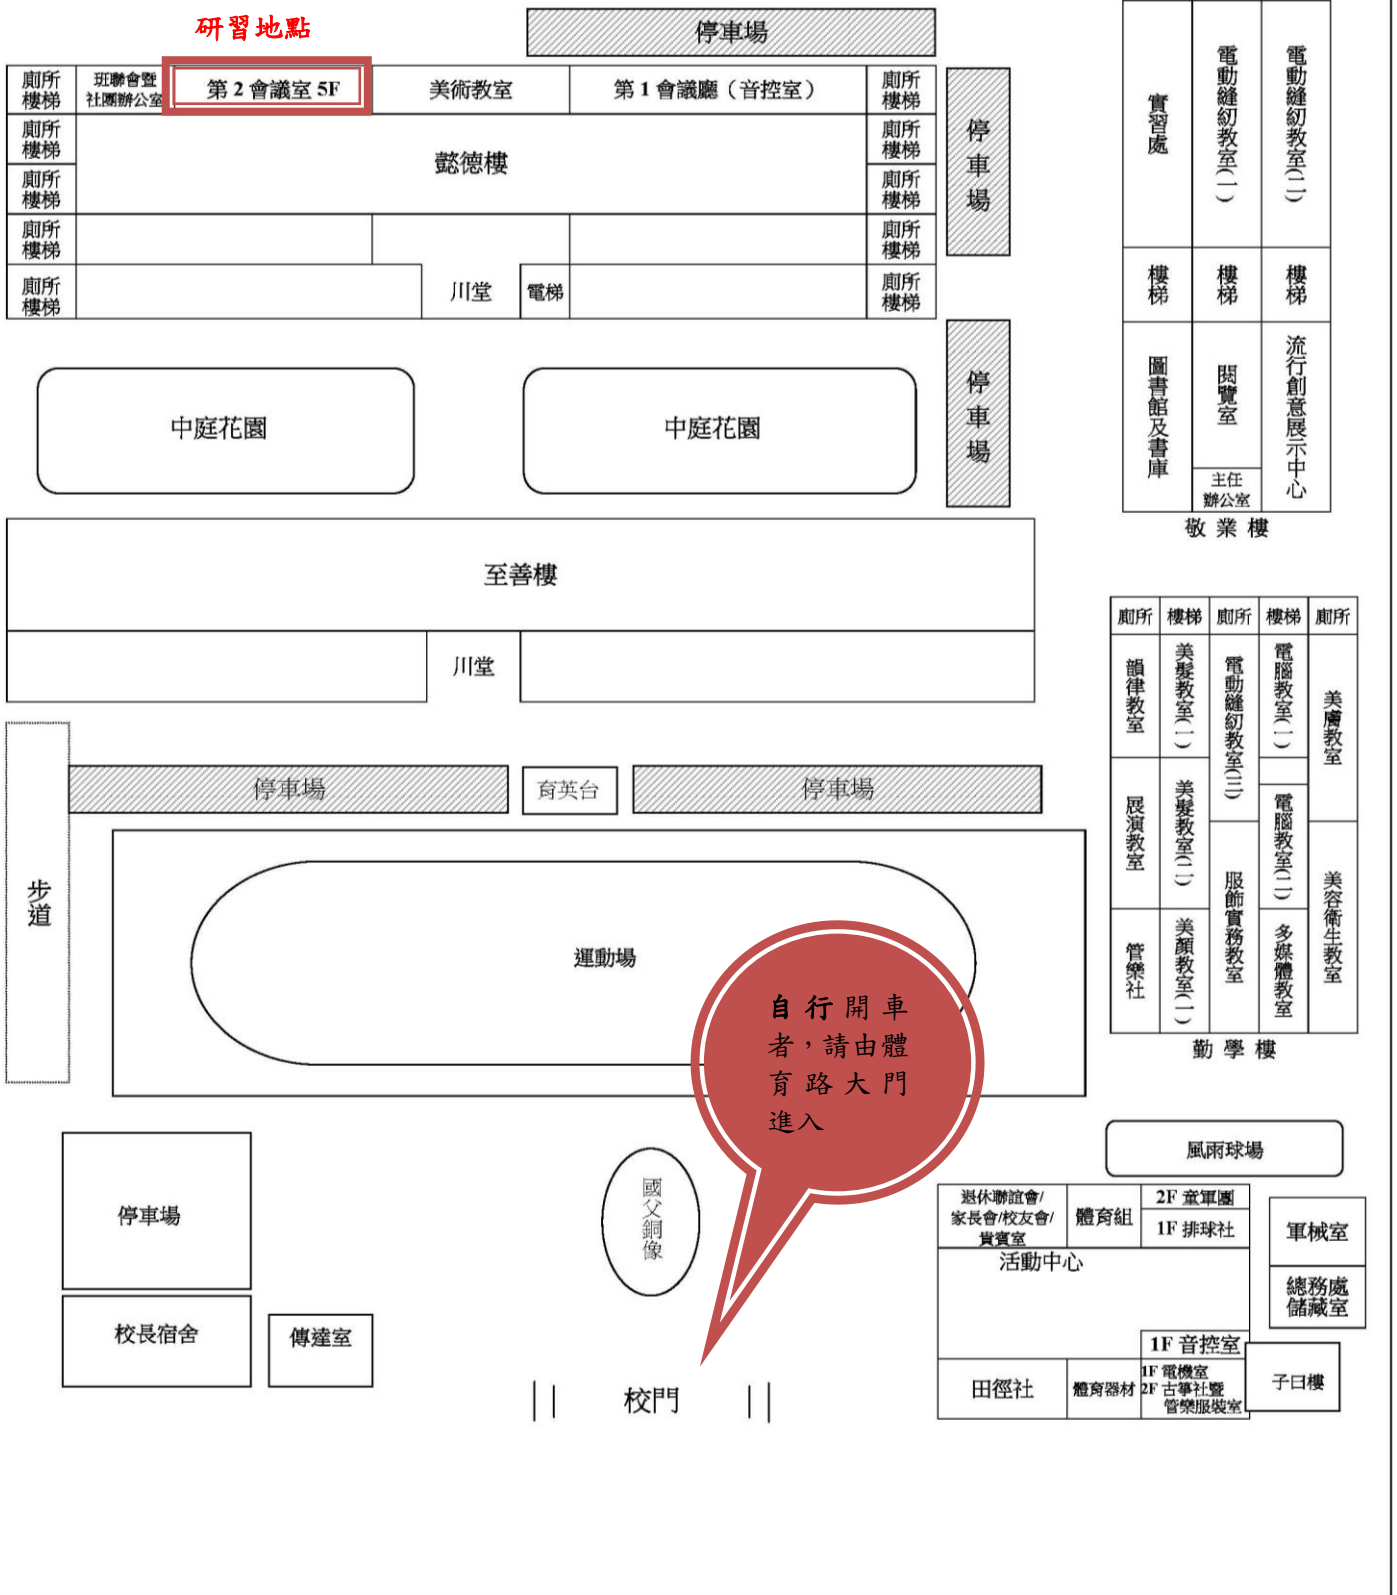 研習地點
停車場
廁所
樓梯
班聯會暨
社團辦公室
第 2 會議室 5F
美術教室
第 1 會議廳（音控室）
廁所
樓梯
廁所
樓梯
懿德樓
廁所
樓梯
廁所
樓梯
廁所
樓梯
廁所
樓梯
廁所
樓梯
廁所
樓梯
川堂
電梯
廁所
樓梯
停車場
停車場
實習處
電動縫紉教室(一)
電動縫紉教室(二)
樓梯
樓梯
樓梯
圖書館及書庫
閱覽室
主任
辦公室
流行創意展示中心
敬業樓
中庭花園
中庭花園
至善樓
川堂
廁所
樓梯
廁所
樓梯
廁所
韻律教室
美髮教室(一)
電動縫紉教室(三)
電腦教室(一)
美膚教室
展演教室
美髮教室(二)
電腦教室(二)
管樂社
美顏教室(一)
服飾實務教室
多媒體教室
美容衛生教室
勤學樓
步道
停車場
育英台
停車場
運動場
自行開車
者，請由體
育路大門
進入
停車場
國父銅像
風雨球場
退休聯誼會/
家長會/校友會/
貴賓室
體育組
2F 童軍團
1F 排球社
活動中心
軍械室
總務處
儲藏室
校長宿舍
傳達室
1F 音控室
田徑社
體育器材
1F 電機室
2F 古箏社暨
管樂服裝室
子曰樓
校門